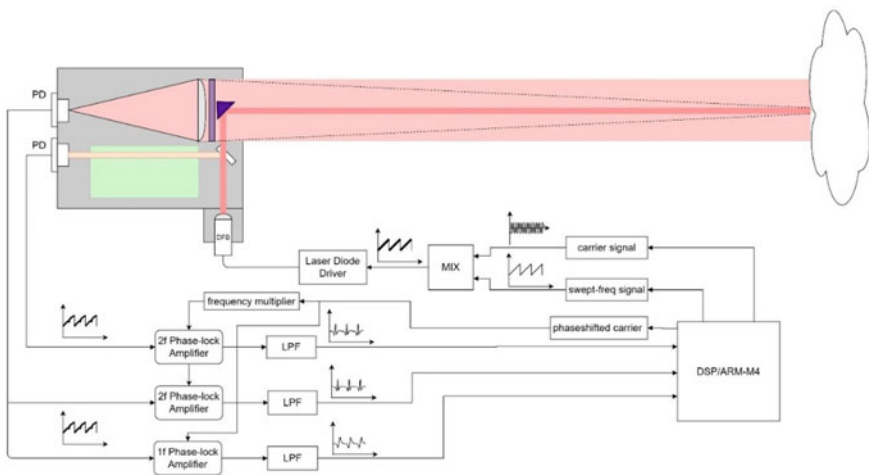 PD
PD
DFB
Laser Diode
Driver
MIX
carrier signal
swept-freq signal
frequency multiplier
phaseshifted carrier
2f Phase-lock
Amplifier
LPF
DSP/ARM-M4
2f Phase-lock
Amplifier
LPF
1f Phase-lock
Amplifier
LPF